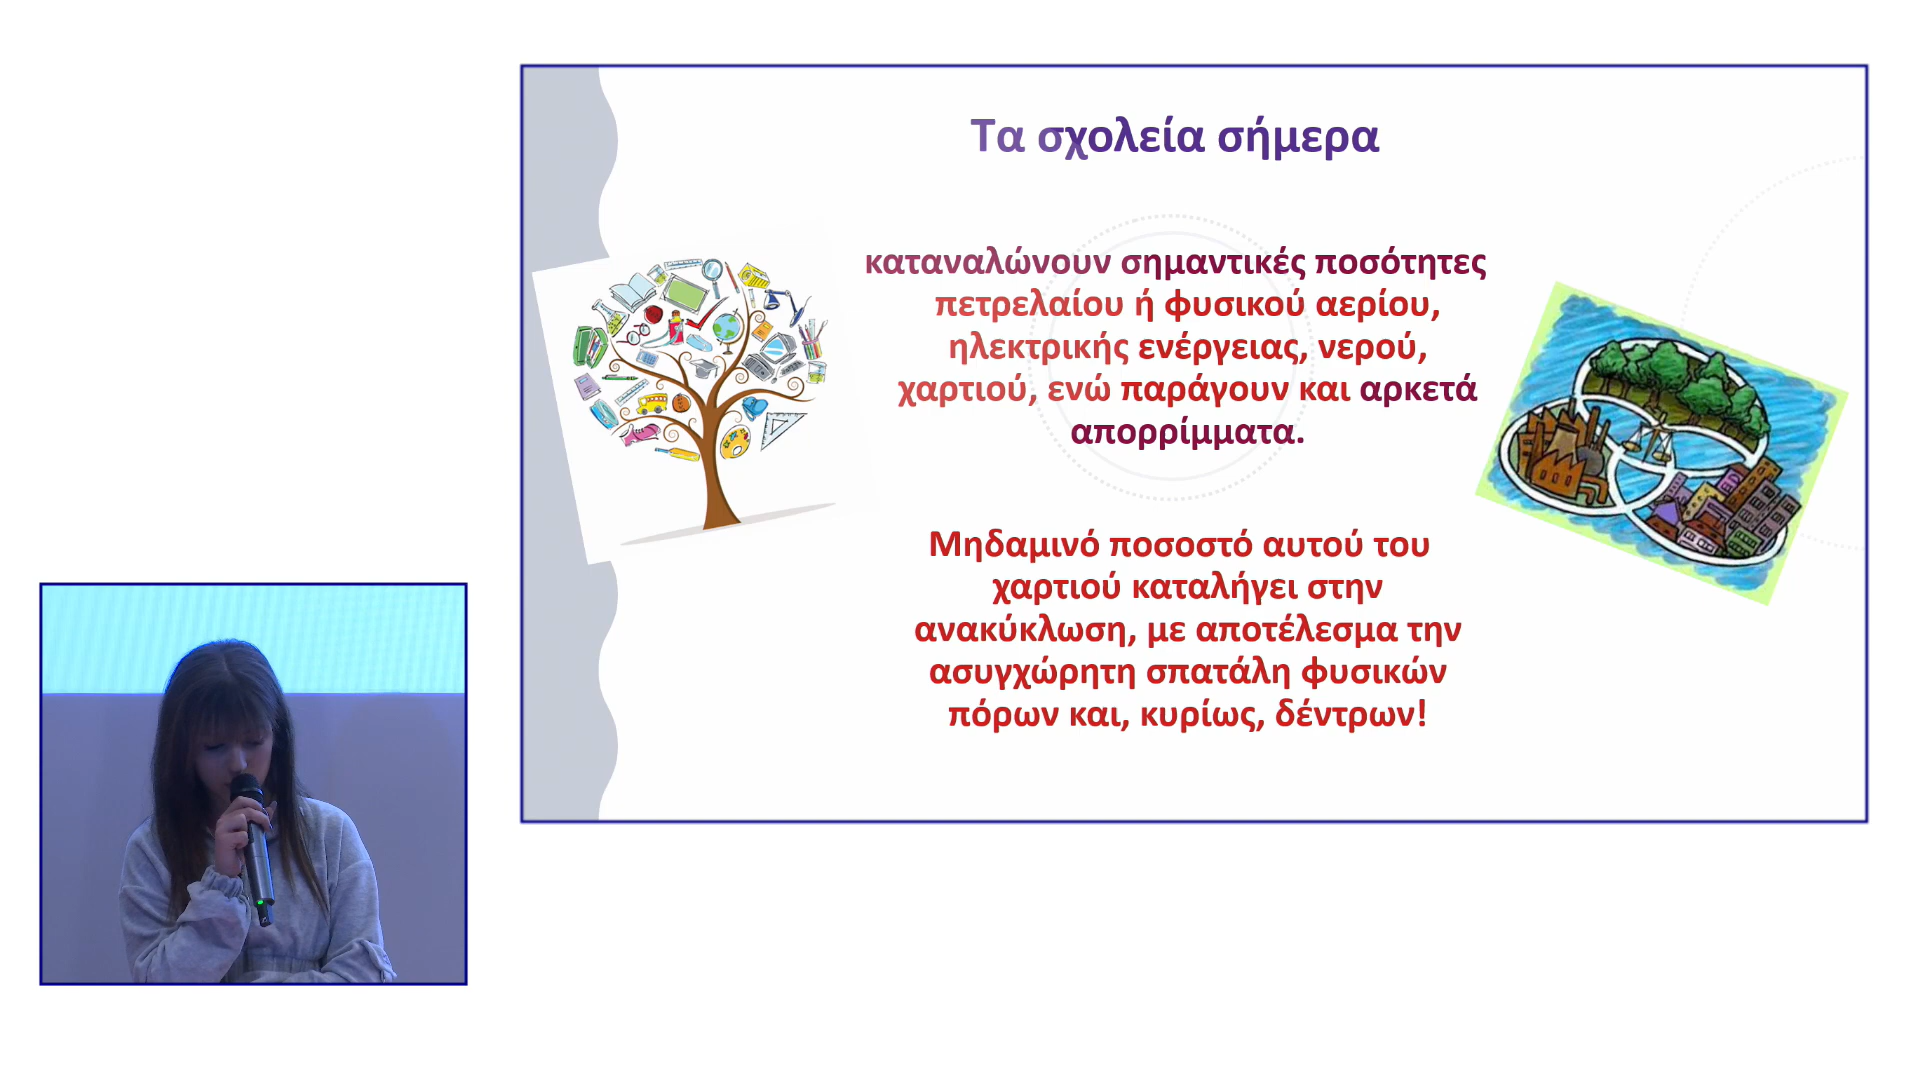 Τα σχολεία σήμερα
καταναλώνουν σημαντικές ποσότητες
πετρελαίου ή φυσικού αερίου,
ηλεκτρικής ενέργειας, νερού,
χαρτιού, ενώ παράγουν και αρκετά
απορρίμματα.
Μηδαμινό ποσοστό αυτού του
χαρτιού καταλήγει στην
ανακύκλωση, με αποτέλεσμα την
ασυγχώρητη σπατάλη φυσικών
πόρων και, κυρίως, δέντρων!